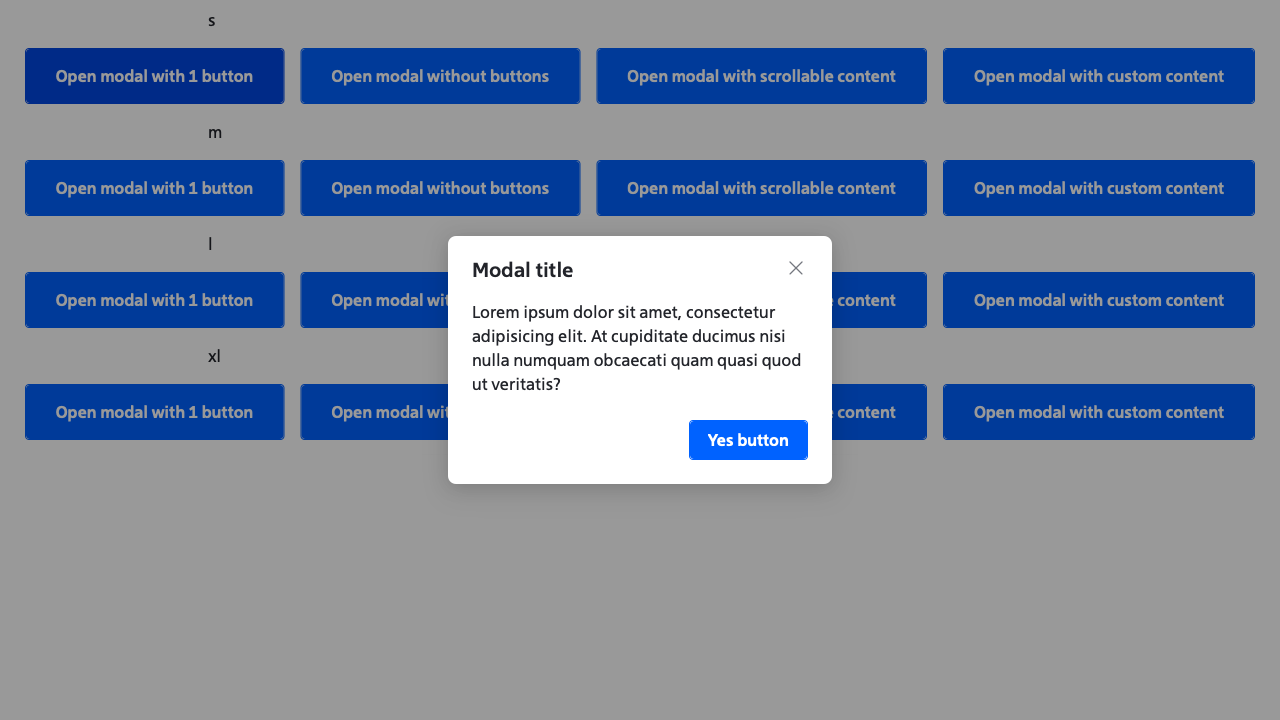 s
Open modal with 1 button
Open modal without buttons
Open modal with scrollable content
Open modal with custom content
m
Open modal with 1 button
Open modal without buttons
Open modal with scrollable content
Open modal with custom content
l
Open modal with 1 button
Open modal
content
Open modal with custom content
xl
Open modal with 1 button
Open modal
content
Open modal with custom content
Modal title
Lorem ipsum dolor sit amet, consectetur
adipisicing elit. At cupiditate ducimus nisi
nulla numquam obcaecati quam quasi quod
ut veritatis?
Yes button